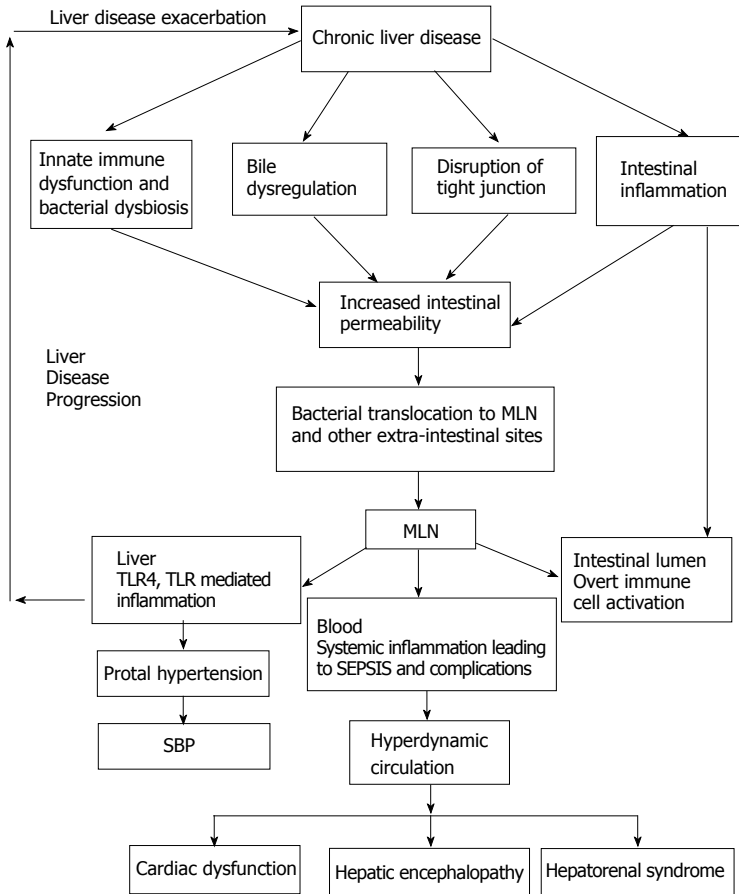 Liver disease exacerbation
Chronic liver disease
Innate immune
dysfunction and
bacterial dysbiosis
Bile
dysregulation
Disruption of
tight junction
Intestinal
inflammation
Increased intestinal
permeability
Liver
Disease
Progression
Bacterial translocation to MLN
and other extra-intestinal sites
MLN
Liver
TLR4, TLR mediated
inflammation
Intestinal lumen
Overt immune
cell activation
Blood
Systemic inflammation leading
to SEPSIS and complications
Protal hypertension
SBP
Hyperdynamic
circulation
Cardiac dysfunction
Hepatic encephalopathy
Hepatorenal syndrome